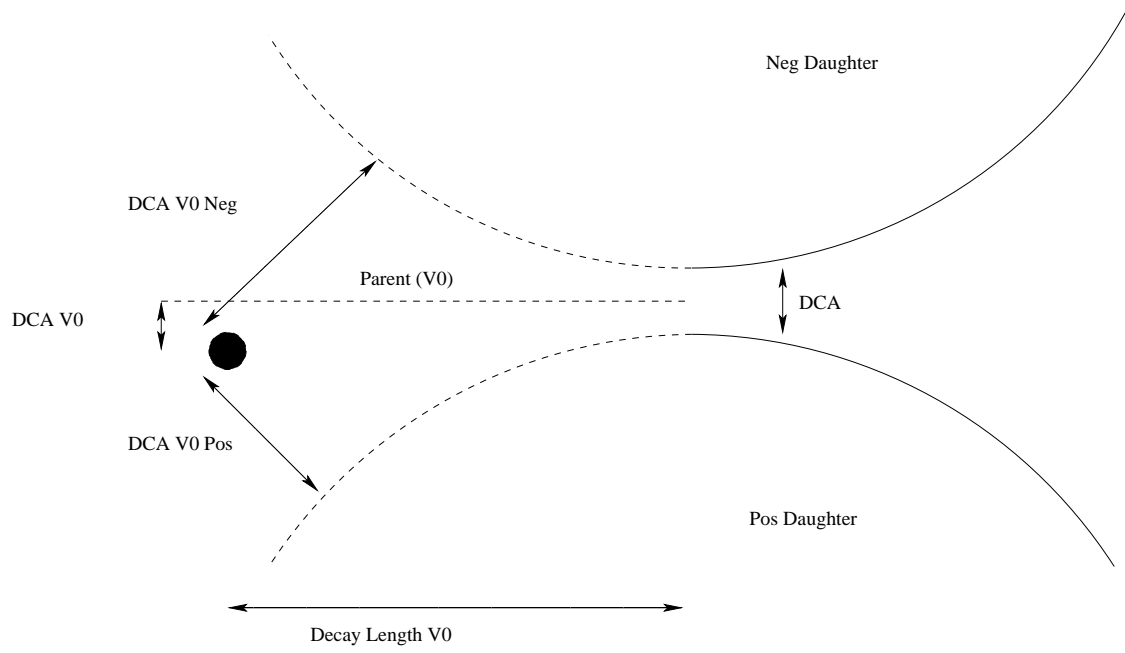 Neg Daughter
DCA V0 Neg
Parent (V0)
DCA
DCA V0
DCA V0 Pos
Pos Daughter
Decay Length V0